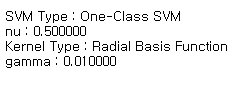 SVM Type : One-Class SVM
nu : 0.500000
Kernel Type : Radial Basis Function
gamma : 0.010000